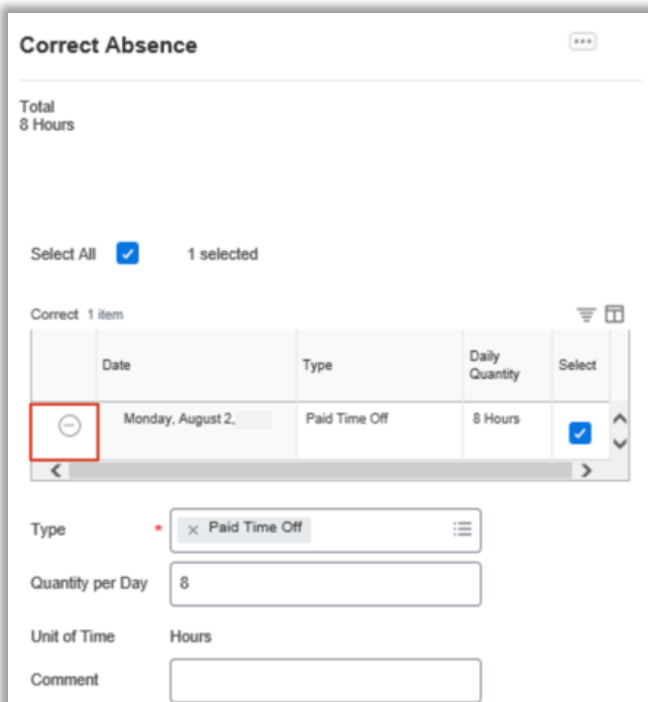 Correct Absence
Total
8 Hours
Select All 1 selected
Correct 1 item
Date Type Daily Quantity Select
Monday, August 2, Paid Time Off 8 Hours
Type * × Paid Time Off
Quantity per Day 8
Unit of Time Hours
Comment